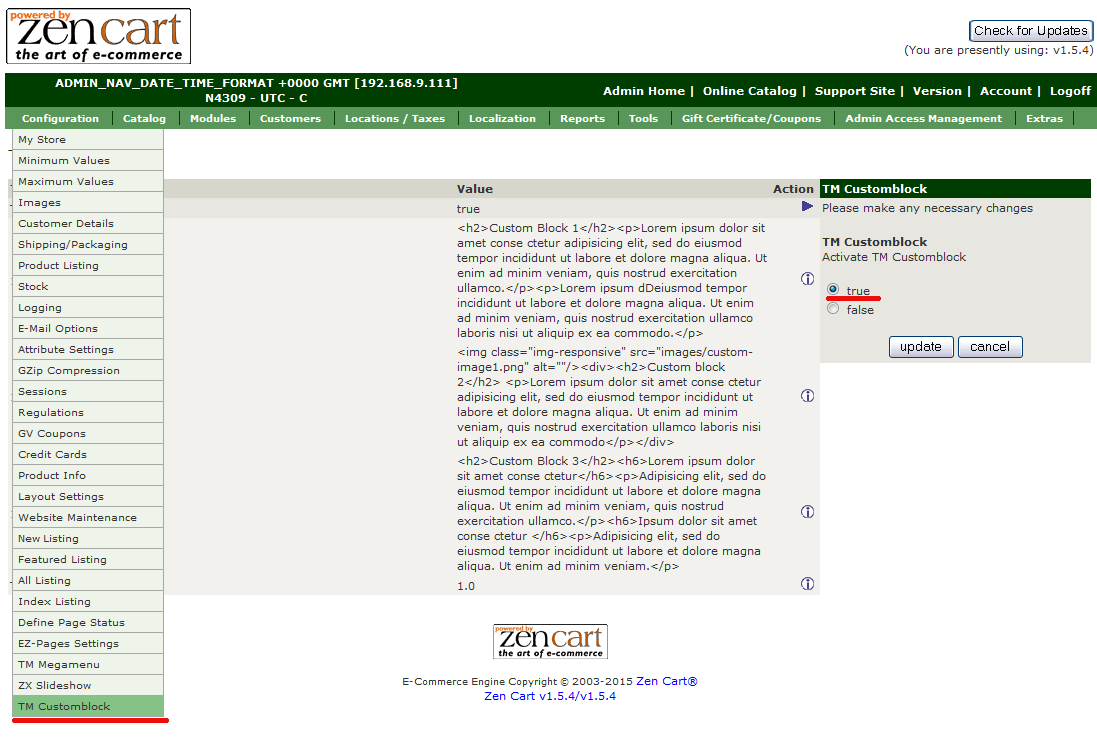 powered by
zencart
the art of e-commerce
Check for Updates
(You are presently using: v1.5.4)
ADMIN_NAV_DATE_TIME_FORMAT +0000 GMT [192.168.9.111]
N4309 - UTC - C
Admin Home | Online Catalog | Support Site | Version | Account | Logoff
Configuration Catalog Modules Customers Locations / Taxes Localization Reports Tools Gift Certificate/Coupons Admin Access Management Extras
My Store
Minimum Values
Maximum Values
Images
Customer Details
Shipping/Packaging
Product Listing
Stock
Logging
E-Mail Options
Attribute Settings
GZip Compression
Sessions
Regulations
GV Coupons
Credit Cards
Product Info
Layout Settings
Website Maintenance
New Listing
Featured Listing
All Listing
Index Listing
Define Page Status
EZ-Pages Settings
TM Megamenu
ZX Slideshow
TM Customblock
Value Action
true
<h2>Custom Block 1</h2><p>Lorem ipsum dolor sit
amet conse ctetur adipisicing elit, sed do eiusmod
tempor incididunt ut labore et dolore magna aliqua. Ut
enim ad minim veniam, quis nostrud exercitation
ullamco.</p><p>Lorem ipsum dDeiusmod tempor
incididunt ut labore et dolore magna aliqua. Ut enim
ad minim veniam, quis nostrud exercitation ullamco
laboris nisi ut aliquip ex ea commodo.</p>
<img class="img-responsive" src="images/custom-
image1.png" alt=""/><div><h2>Custom block
2</h2> <p>Lorem ipsum dolor sit amet conse ctetur
adipisicing elit, sed do eiusmod tempor incididunt ut
labore et dolore magna aliqua. Ut enim ad minim
veniam, quis nostrud exercitation ullamco laboris nisi
ut aliquip ex ea commodo</p></div>
<h2>Custom Block 3</h2><h6>Lorem ipsum dolor
sit amet conse ctetur</h6><p>Adipisicing elit, sed do
eiusmod tempor incididunt ut labore et dolore magna
aliqua. Ut enim ad minim veniam, quis nostrud
exercitation ullamco.</p><h6>Ipsum dolor sit amet
conse ctetur </h6><p>Adipisicing elit, sed do
eiusmod tempor incididunt ut labore et dolore magna
aliqua. Ut enim ad minim veniam.</p>
1.0
TM Customblock
Please make any necessary changes
TM Customblock
Activate TM Customblock
true
false
update cancel
powered by
zencart
the art of e-commerce
E-Commerce Engine Copyright © 2003-2015 Zen Cart®
Zen Cart v1.5.4/v1.5.4